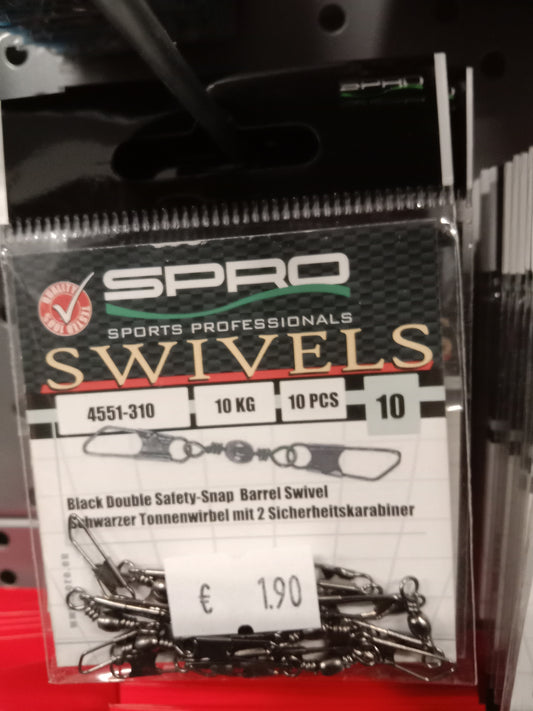 SPRO
SPRO
SPORTS PROFESSIONALS
SWIVELS
4551-310
10 KG
10 PCS
10
Black Double Safety-Snap Barrel Swivel
Schwarzer Tonnenwirbel mit 2 Sicherheitskarabiner
€ 1.90